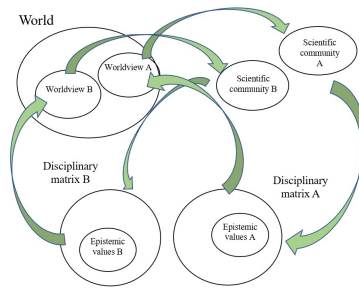 World
Scientific
community
A
Worldview A
Worldview B
Scientific
community B
Disciplinary
matrix B
Disciplinary
matrix A
Epistemic
values B
Epistemic
values A